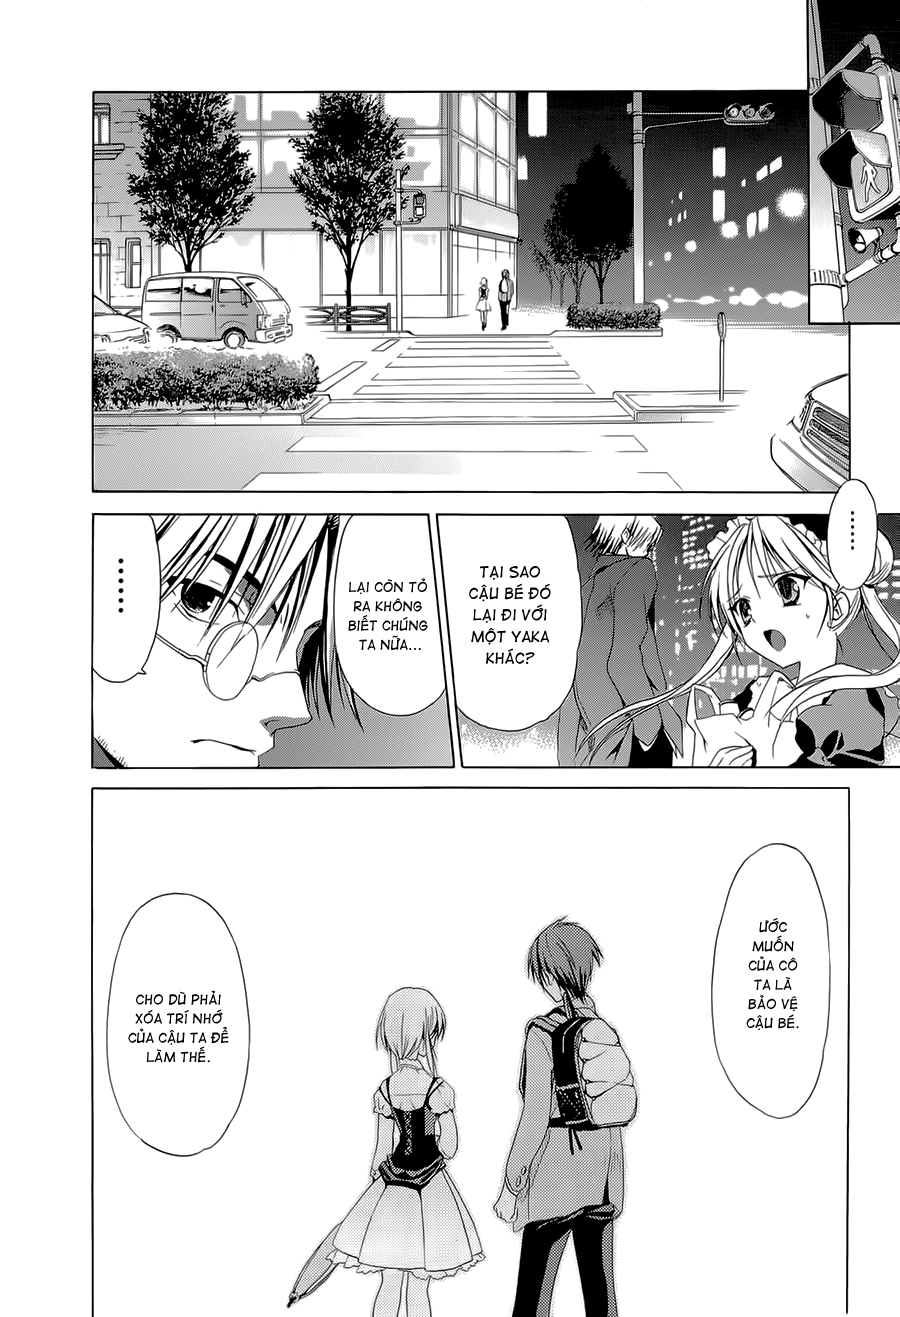 ......
TẠI SAO
CẬU BÉ ĐÓ
LẠI ĐI VỚI
MỘT YAKA
KHÁC?
LẠI CÒN TỎ
RA KHÔNG
BIẾT CHÚNG
TA NỮA...
......
ƯỚC
MUỐN
CỦA CÔ
TA LÀ
BẢO VỆ
CẬU BÉ.
CHO DÙ PHẢI
XÓA TRÍ NHỚ
CỦA CẬU TA ĐỂ
LÀM THẾ.